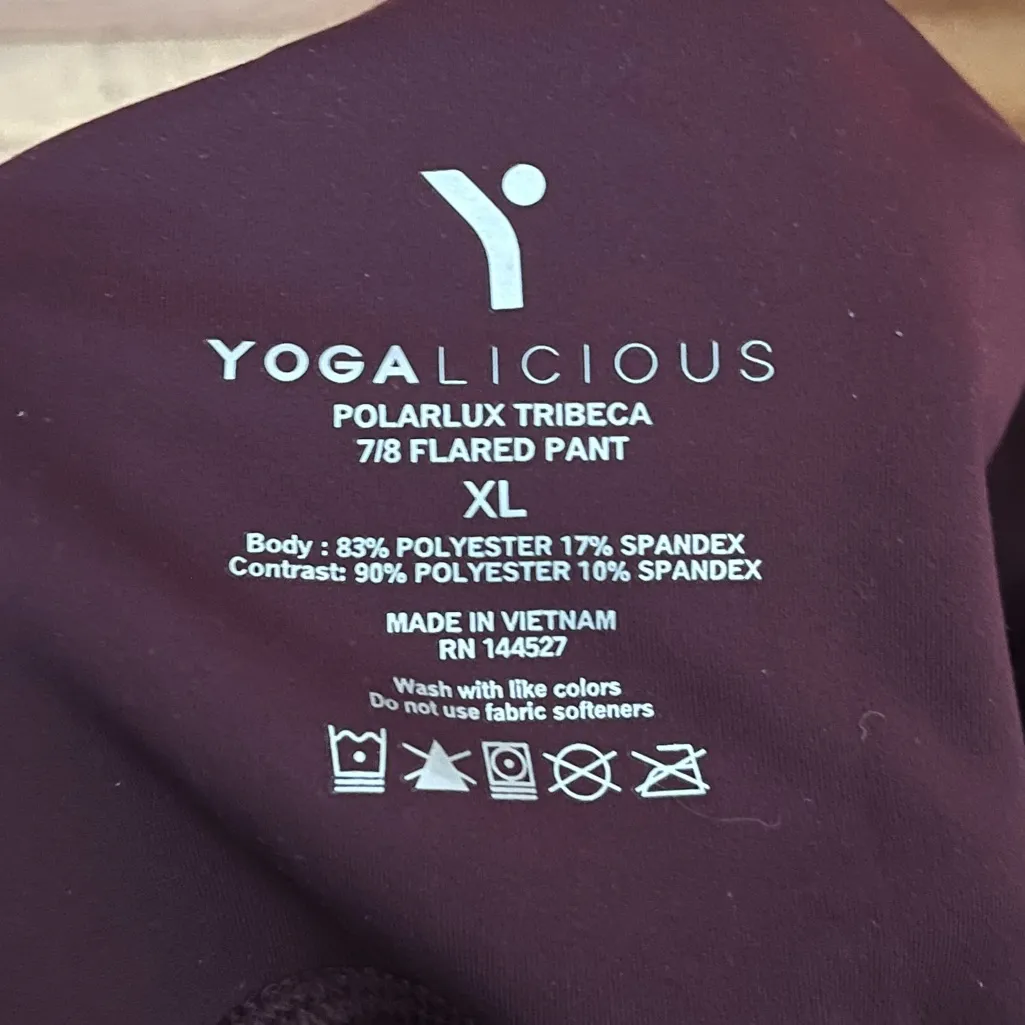 YOGALICIOUS
POLARLUX TRIBECA
7/8 FLARED PANT
XL
Body : 83% POLYESTER 17% SPANDEX
Contrast: 90% POLYESTER 10% SPANDEX
MADE IN VIETNAM
RN 144527
Wash with like colors
Do not use fabric softeners